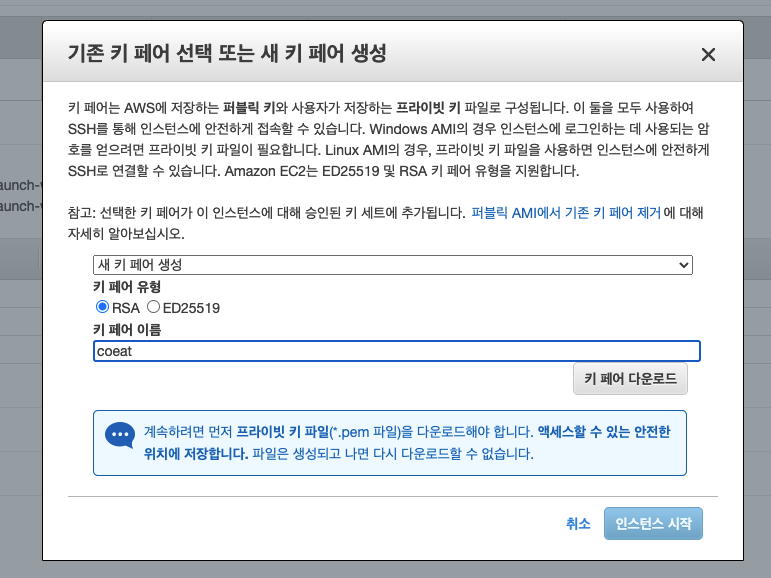 기존 키 페어 선택 또는 새 키 페어 생성
키 페어는 AWS에 저장하는 퍼블릭 키와 사용자가 저장하는 프라이빗 키 파일로 구성됩니다. 이 둘을 모두 사용하여
SSH를 통해 인스턴스에 안전하게 접속할 수 있습니다. Windows AMI의 경우 인스턴스에 로그인하는 데 사용되는 암
호를 얻으려면 프라이빗 키 파일이 필요합니다. Linux AMI의 경우, 프라이빗 키 파일을 사용하면 인스턴스에 안전하게
SSH로 연결할 수 있습니다. Amazon EC2는 ED25519 및 RSA 키 페어 유형을 지원합니다.
참고: 선택한 키 페어가 이 인스턴스에 대해 승인된 키 세트에 추가됩니다. 퍼블릭 AMI에서 기존 키 페어 제거에 대해
자세히 알아보십시오.
새 키 페어 생성
키 페어 유형
RSA ED25519
키 페어 이름
coeat
키 페어 다운로드
계속하려면 먼저 프라이빗 키 파일(*.pem 파일)을 다운로드해야 합니다. 액세스할 수 있는 안전한
위치에 저장합니다. 파일은 생성되고 나면 다시 다운로드할 수 없습니다.
취소 인스턴스 시작